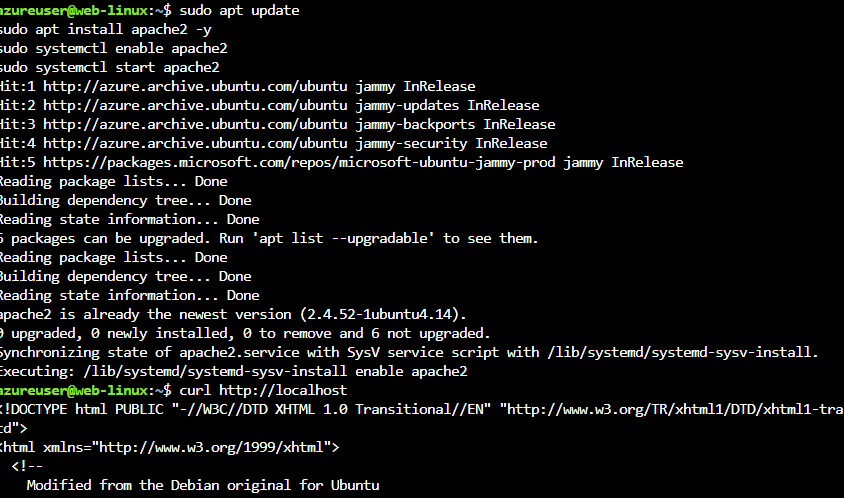 azureuser@web-linux:~$ sudo apt update
sudo apt install apache2 -y
sudo systemctl enable apache2
sudo systemctl start apache2
Hit:1 http://azure.archive.ubuntu.com/ubuntu jammy InRelease
Hit:2 http://azure.archive.ubuntu.com/ubuntu jammy-updates InRelease
Hit:3 http://azure.archive.ubuntu.com/ubuntu jammy-backports InRelease
Hit:4 http://azure.archive.ubuntu.com/ubuntu jammy-security InRelease
Hit:5 https://packages.microsoft.com/repos/microsoft-ubuntu-jammy-prod jammy InRelease
Reading package lists... Done
Building dependency tree... Done
Reading state information... Done
6 packages can be upgraded. Run 'apt list --upgradable' to see them.
Reading package lists... Done
Building dependency tree... Done
Reading state information... Done
apache2 is already the newest version (2.4.52-1ubuntu4.14).
0 upgraded, 0 newly installed, 0 to remove and 6 not upgraded.
Synchronizing state of apache2.service with SysV service script with /lib/systemd/systemd-sysv-install.
Executing: /lib/systemd/systemd-sysv-install enable apache2
azureuser@web-linux:~$ curl http://localhost
<!DOCTYPE html PUBLIC "-//W3C//DTD XHTML 1.0 Transitional//EN" "http://www.w3.org/TR/xhtml1/DTD/xhtml1-tra
td">
<html xmlns="http://www.w3.org/1999/xhtml">
  <!--
    Modified from the Debian original for Ubuntu